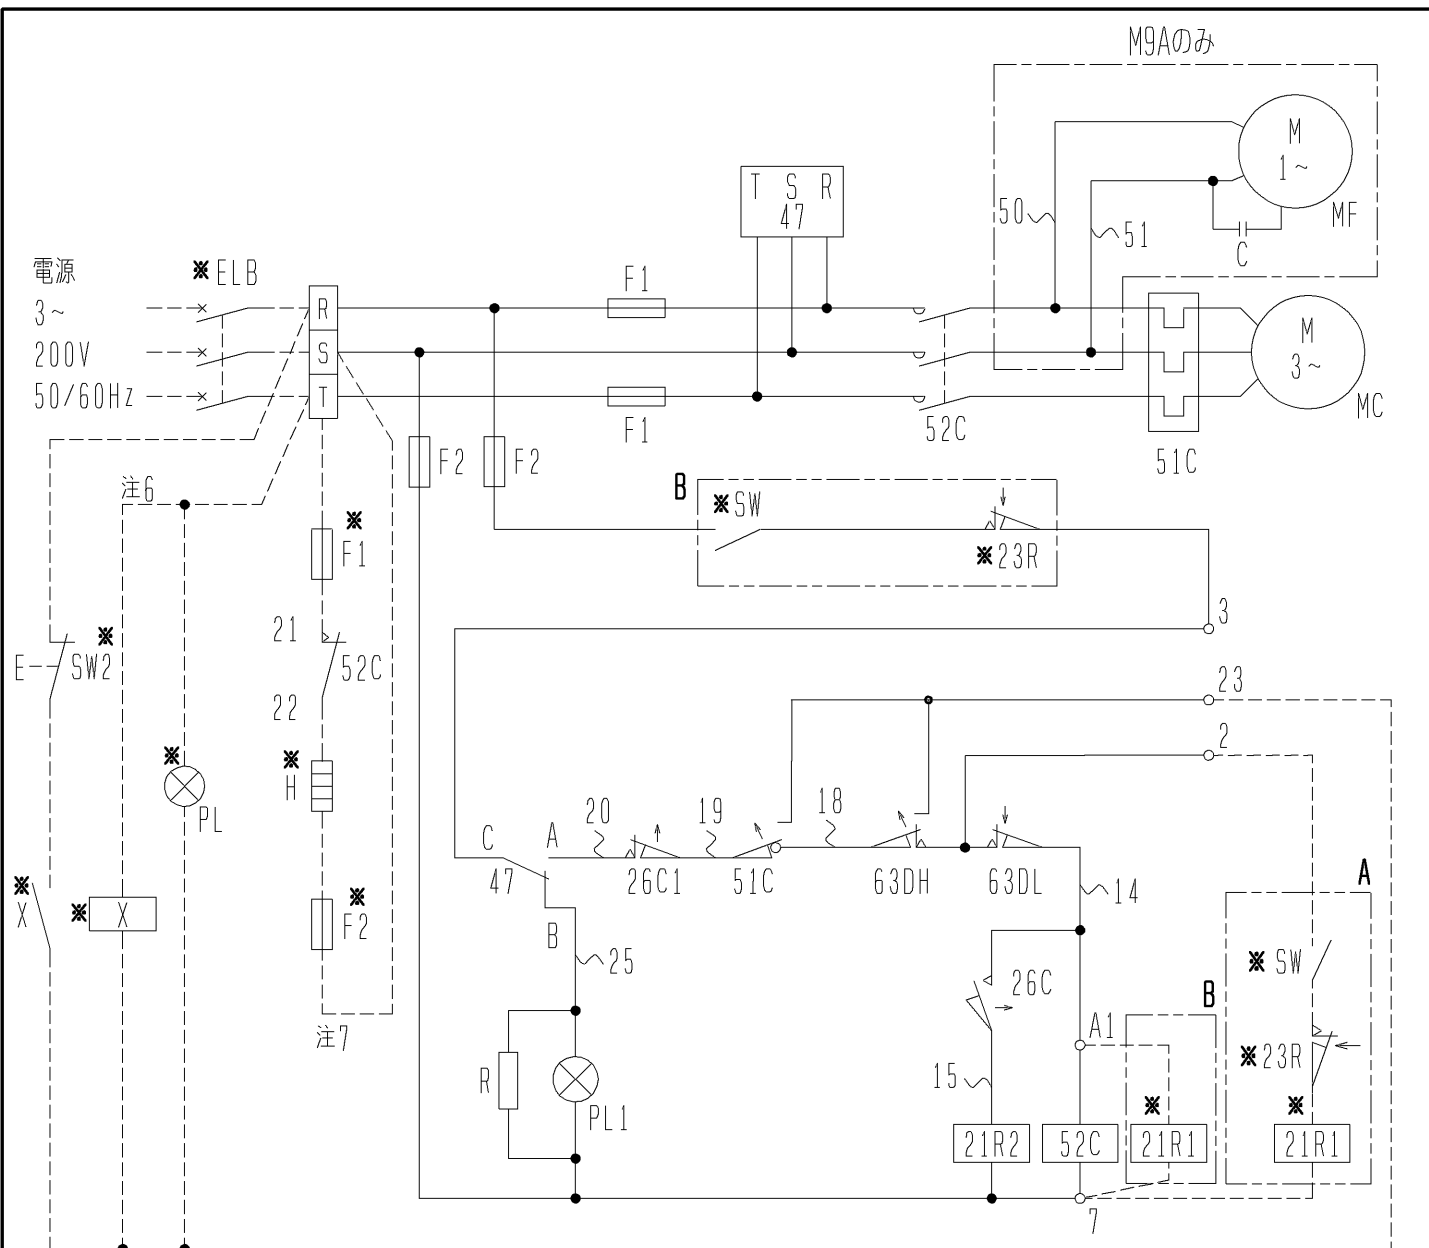 M9Aのみ
M
1~
MF
T S R
47
50
51
C
電源
※ELB
3~
200V
50/60Hz
R
S
T
F1
F1
52C
M
3~
MC
51C
F2
F2
注6
B
※SW
※23R
※
F1
3
21
52C
22
E
※
SW2
23
2
※
H
※
PL
20
19
18
C
A
47
26C1
51C
63DH
63DL
14
A
※
X
※
X
※
F2
B
25
※SW
26C
B
注7
A1
※23R
R
PL1
15
※
※
21R2
52C
21R1
21R1
7